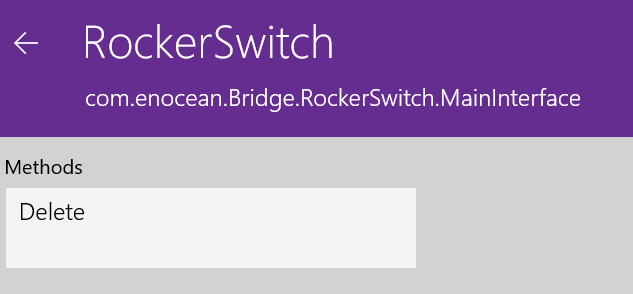 RockerSwitch
com.enocean.Bridge.RockerSwitch.MainInterface
Methods
Delete